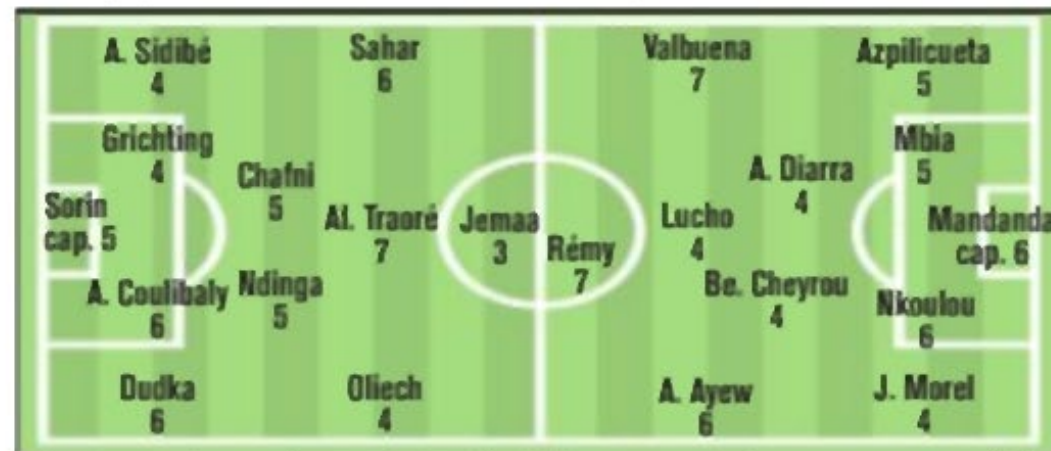 A. Sidibé
4
Sahar
6
Valbuena
7
Azpilicueta
5
Grichting
4
Chafni
5
Sorin
cap. 5
Al. Traoré
7
Jemaa
3
Rémy
7
Lucho
4
A. Diarra
4
Mbia
5
Mandanda
cap. 6
A. Coulibaly
6
Ndinga
5
Be. Cheyrou
4
Nkoulou
6
Dudka
6
Oliech
4
A. Ayew
6
J. Morel
4